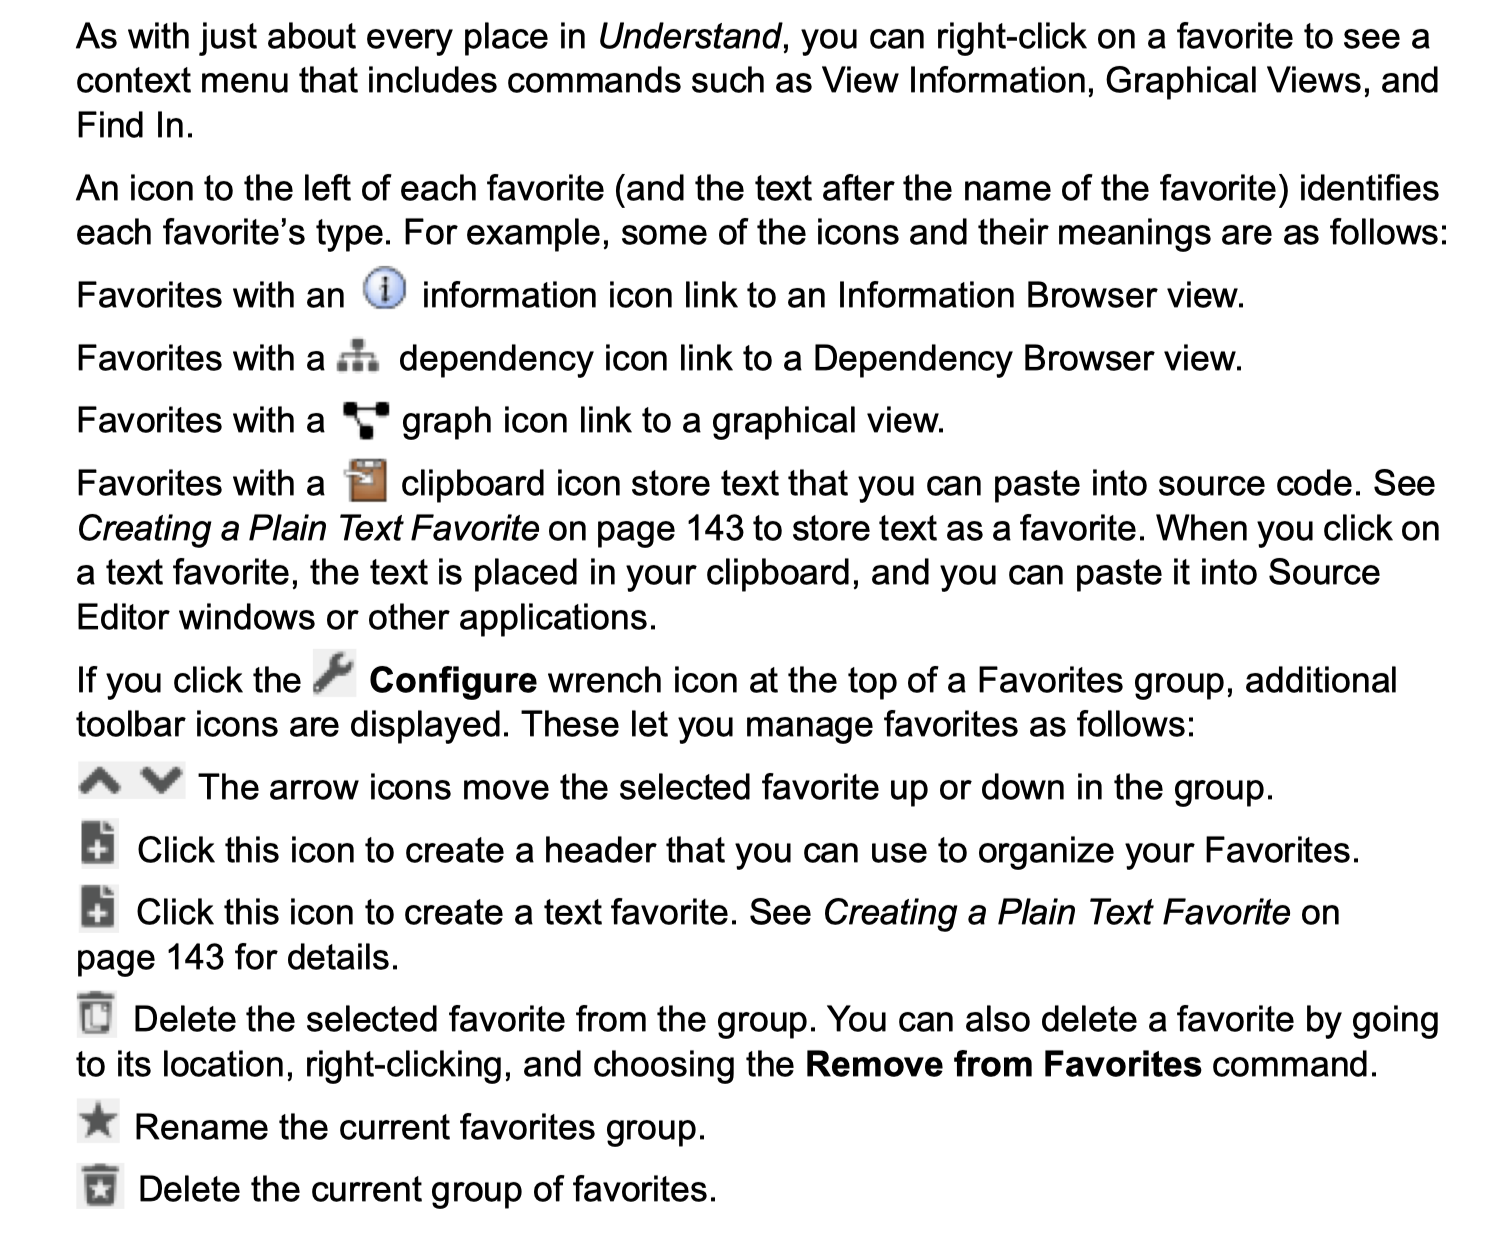 As with just about every place in Understand, you can right-click on a favorite to see a
context menu that includes commands such as View Information, Graphical Views, and
Find In.
An icon to the left of each favorite (and the text after the name of the favorite) identifies
each favorite’s type. For example, some of the icons and their meanings are as follows:
Favorites with an information icon link to an Information Browser view.
Favorites with a dependency icon link to a Dependency Browser view.
Favorites with a graph icon link to a graphical view.
Favorites with a clipboard icon store text that you can paste into source code. See
Creating a Plain Text Favorite on page 143 to store text as a favorite. When you click on
a text favorite, the text is placed in your clipboard, and you can paste it into Source
Editor windows or other applications.
If you click the Configure wrench icon at the top of a Favorites group, additional
toolbar icons are displayed. These let you manage favorites as follows:
The arrow icons move the selected favorite up or down in the group.
Click this icon to create a header that you can use to organize your Favorites.
Click this icon to create a text favorite. See Creating a Plain Text Favorite on
page 143 for details.
Delete the selected favorite from the group. You can also delete a favorite by going
to its location, right-clicking, and choosing the Remove from Favorites command.
Rename the current favorites group.
Delete the current group of favorites.